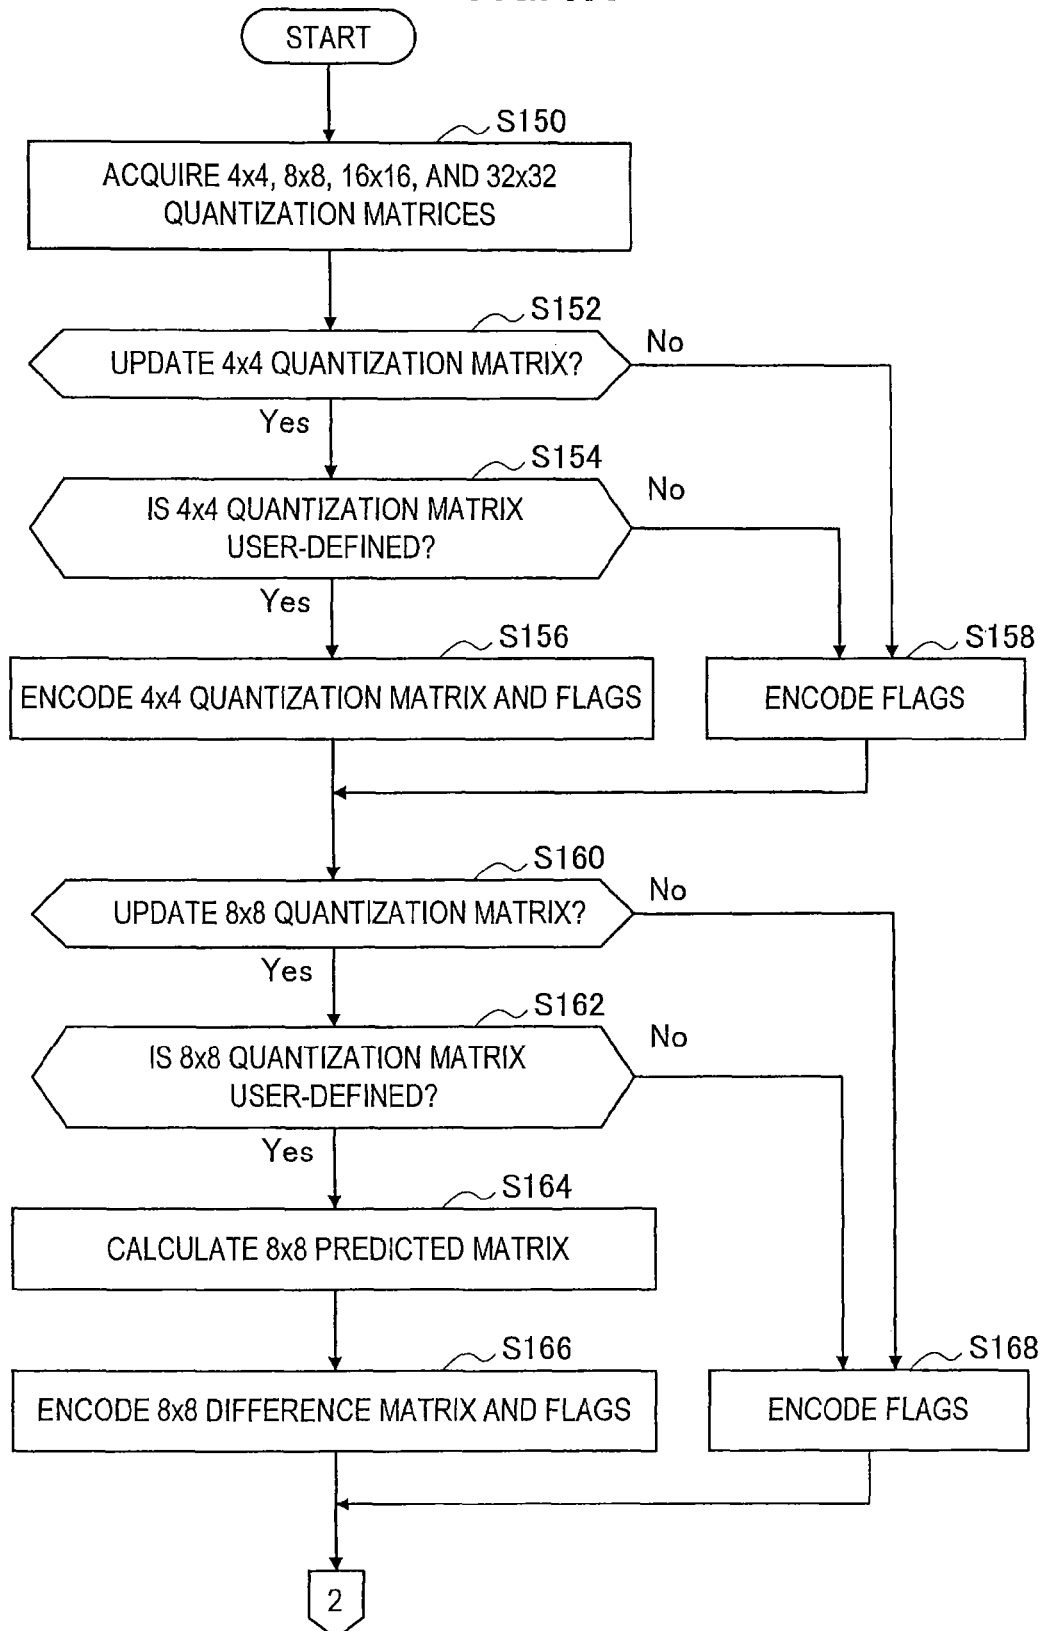 START
S150
ACQUIRE 4x4, 8x8, 16x16, AND 32x32
QUANTIZATION MATRICES
S152
UPDATE 4x4 QUANTIZATION MATRIX?
No
Yes
S154
IS 4x4 QUANTIZATION MATRIX
USER-DEFINED?
No
Yes
S156
ENCODE 4x4 QUANTIZATION MATRIX AND FLAGS
S158
ENCODE FLAGS
S160
UPDATE 8x8 QUANTIZATION MATRIX?
No
Yes
S162
IS 8x8 QUANTIZATION MATRIX
USER-DEFINED?
No
Yes
S164
CALCULATE 8x8 PREDICTED MATRIX
S166
ENCODE 8x8 DIFFERENCE MATRIX AND FLAGS
S168
ENCODE FLAGS
2